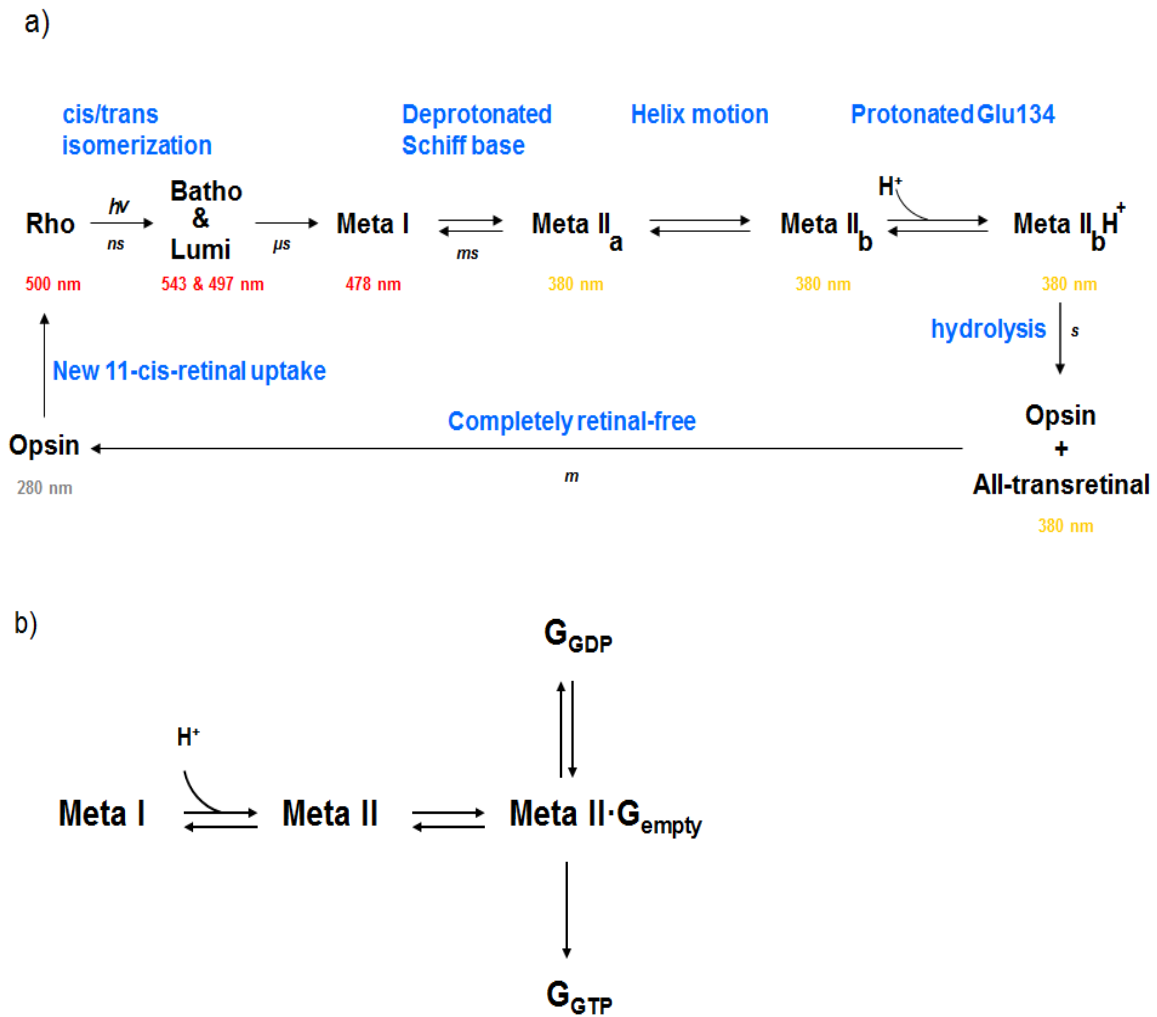 a)
cis/trans
isomerization
Deprotonated
Schiff base
Helix motion
Protonated Glu134
Rho
hv
ns
Batho
&
Lumi
µs
Meta I
ms
Meta IIa
Meta IIb
H+
Meta IIbH+
500 nm
543 & 497 nm
478 nm
380 nm
380 nm
380 nm
hydrolysis
s
New 11-cis-retinal uptake
Opsin
280 nm
Completely retinal-free
m
Opsin
+
All-transretinal
380 nm
b)
GGDP
H+
Meta I
Meta II
Meta II·Gempty
GGTP